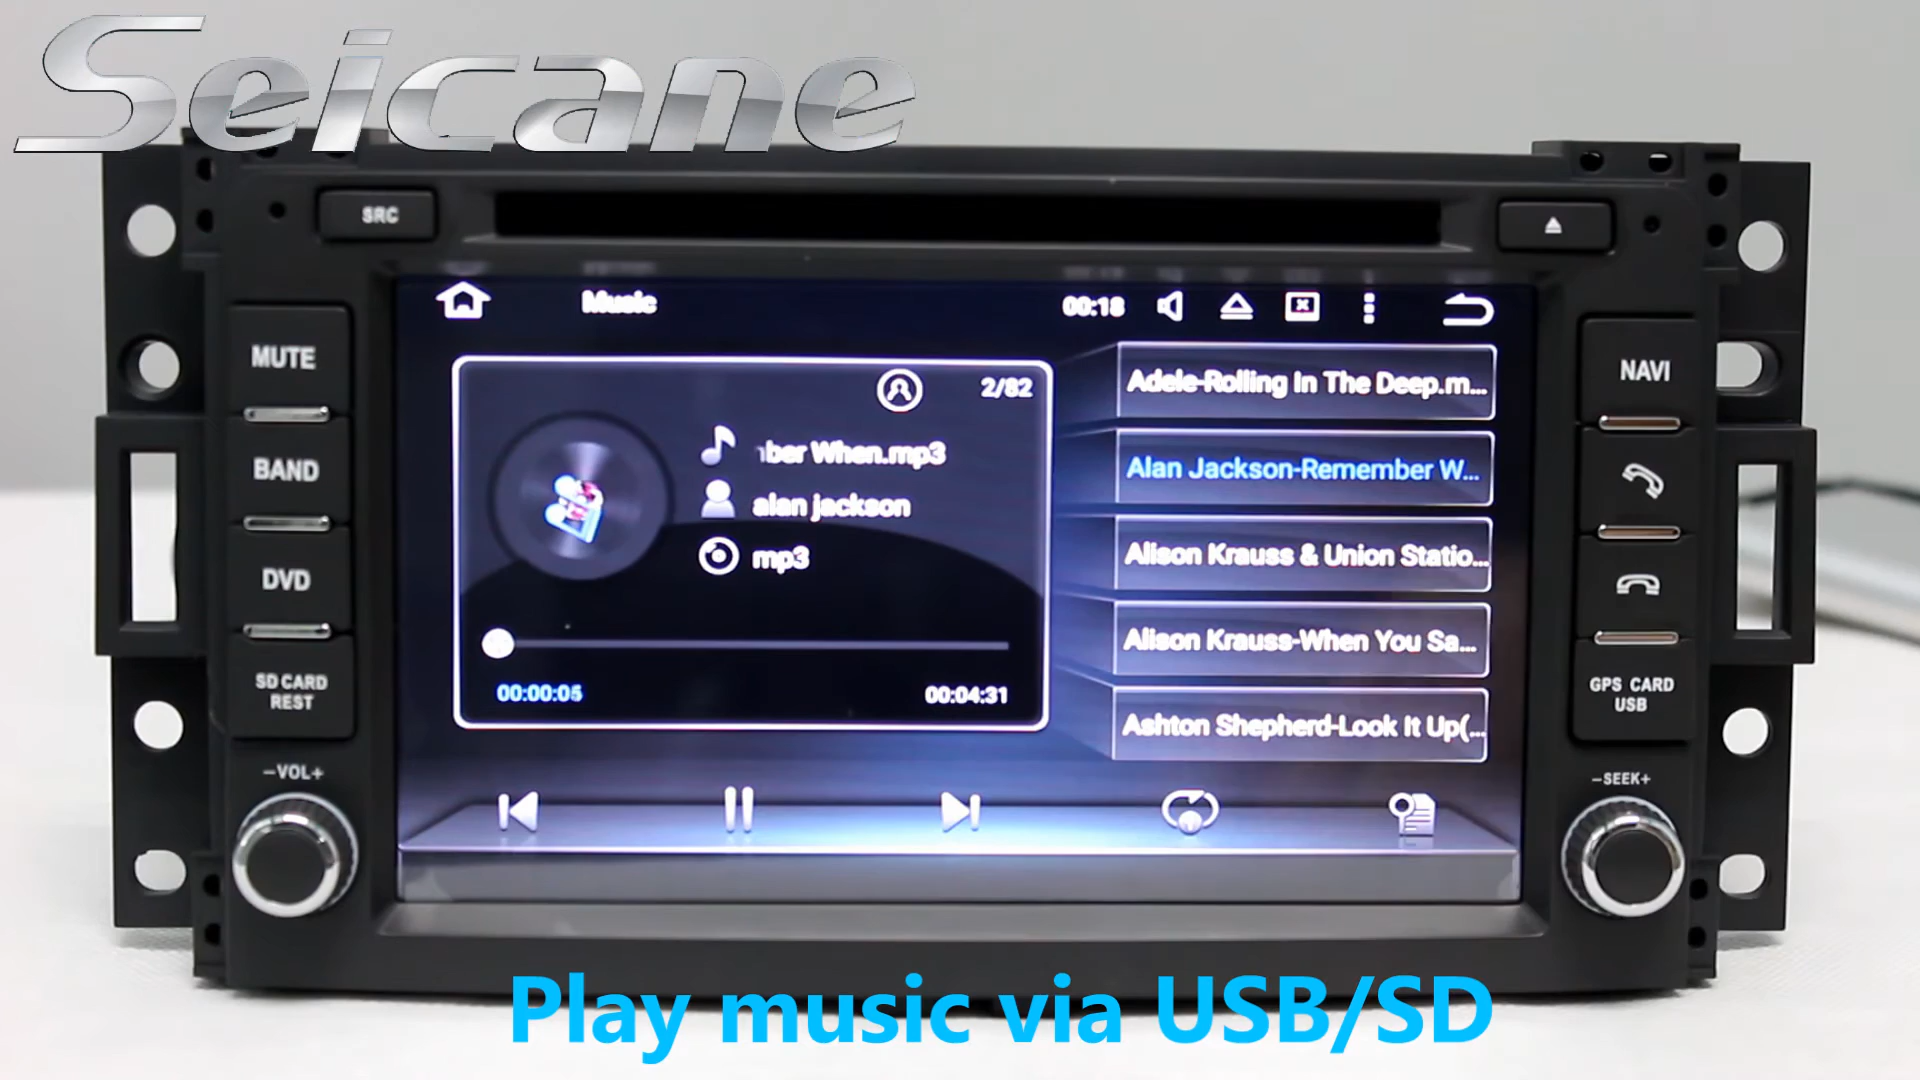 Seicane
SRC
MUTE
BAND
DVD
SD CARD
REST
–VOL+
Music
00:18
2/82
ber When.mp3
alan jackson
mp3
00:00:05
00:04:31
Adele-Rolling In The Deep.m...
Alan Jackson-Remember W...
Alison Krauss & Union Statio...
Alison Krauss-When You Sa...
Ashton Shepherd-Look It Up(...
NAVI
GPS CARD
USB
–SEEK+
Play music via USB/SD